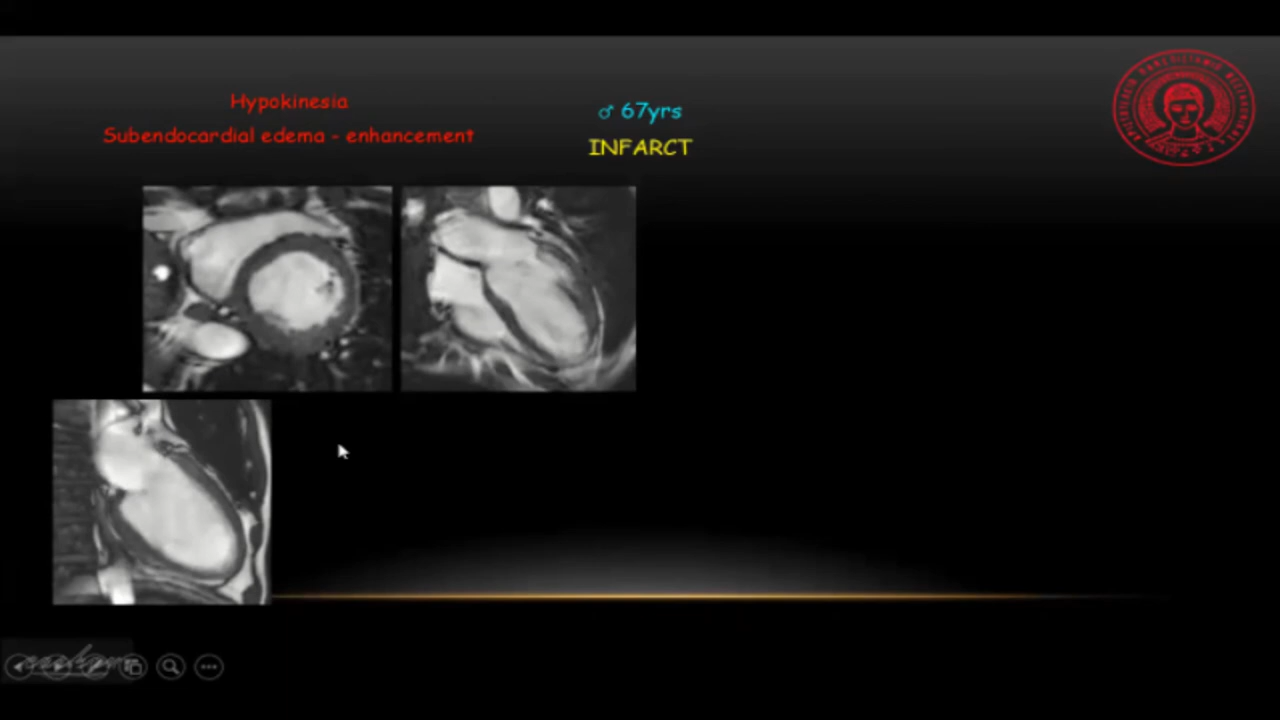 Hypokinesia
Subendocardial edema - enhancement
♂ 67yrs
INFARCT